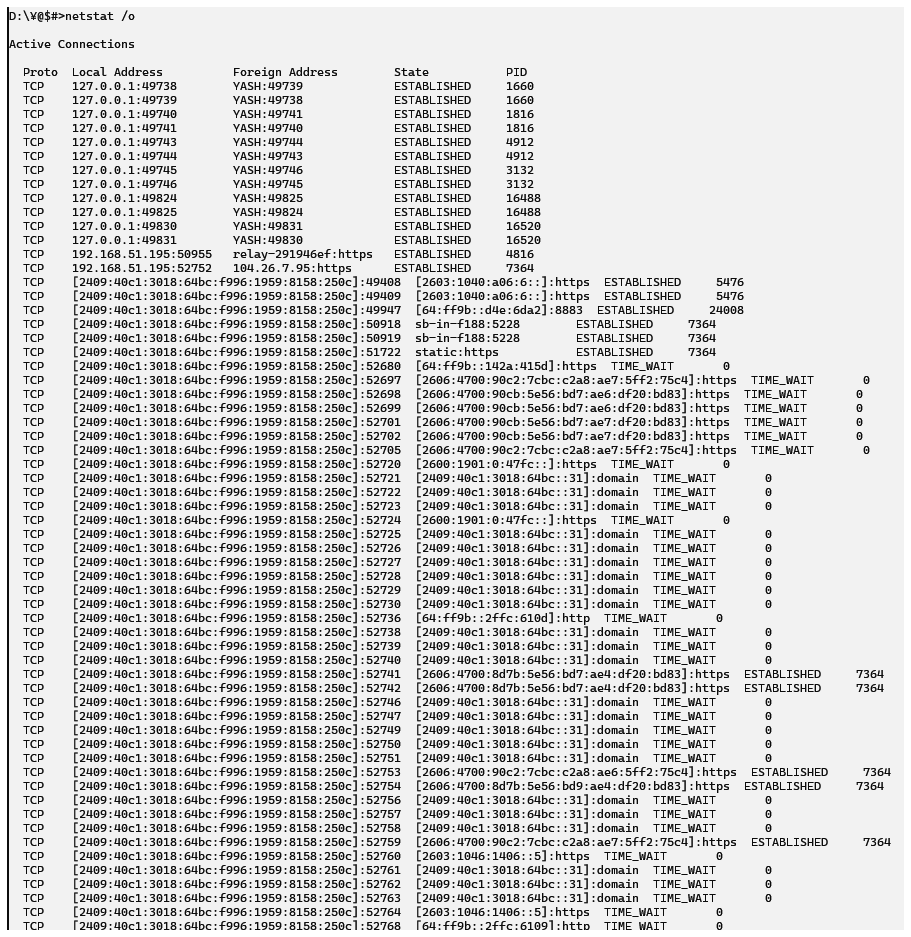 D:\¥@$#>netstat /o
Active Connections
Proto  Local Address          Foreign Address        State           PID
TCP    127.0.0.1:49738        YASH:49739             ESTABLISHED     1660
TCP    127.0.0.1:49739        YASH:49738             ESTABLISHED     1660
TCP    127.0.0.1:49740        YASH:49741             ESTABLISHED     1816
TCP    127.0.0.1:49741        YASH:49740             ESTABLISHED     1816
TCP    127.0.0.1:49743        YASH:49744             ESTABLISHED     4912
TCP    127.0.0.1:49744        YASH:49743             ESTABLISHED     4912
TCP    127.0.0.1:49745        YASH:49746             ESTABLISHED     3132
TCP    127.0.0.1:49746        YASH:49745             ESTABLISHED     3132
TCP    127.0.0.1:49824        YASH:49825             ESTABLISHED     16488
TCP    127.0.0.1:49825        YASH:49824             ESTABLISHED     16488
TCP    127.0.0.1:49830        YASH:49831             ESTABLISHED     16520
TCP    127.0.0.1:49831        YASH:49830             ESTABLISHED     16520
TCP    192.168.51.195:50955   relay-291946ef:https   ESTABLISHED     4816
TCP    192.168.51.195:52752   104.26.7.95:https      ESTABLISHED     7364
TCP    [2409:40c1:3018:64bc:f996:1959:8158:250c]:49408  [2603:1040:a06:6::]:https  ESTABLISHED     5476
TCP    [2409:40c1:3018:64bc:f996:1959:8158:250c]:49409  [2603:1040:a06:6::]:https  ESTABLISHED     5476
TCP    [2409:40c1:3018:64bc:f996:1959:8158:250c]:49947  [64:ff9b::d4e:6da2]:8883  ESTABLISHED     24008
TCP    [2409:40c1:3018:64bc:f996:1959:8158:250c]:50918  sb-in-f188:5228        ESTABLISHED     7364
TCP    [2409:40c1:3018:64bc:f996:1959:8158:250c]:50919  sb-in-f188:5228        ESTABLISHED     7364
TCP    [2409:40c1:3018:64bc:f996:1959:8158:250c]:51722  static:https           ESTABLISHED     7364
TCP    [2409:40c1:3018:64bc:f996:1959:8158:250c]:52680  [64:ff9b::142a:415d]:https  TIME_WAIT       0
TCP    [2409:40c1:3018:64bc:f996:1959:8158:250c]:52697  [2606:4700:90c2:7cbc:c2a8:ae7:5ff2:75c4]:https  TIME_WAIT       0
TCP    [2409:40c1:3018:64bc:f996:1959:8158:250c]:52698  [2606:4700:90cb:5e56:bd7:ae6:df20:bd83]:https  TIME_WAIT       0
TCP    [2409:40c1:3018:64bc:f996:1959:8158:250c]:52699  [2606:4700:90cb:5e56:bd7:ae6:df20:bd83]:https  TIME_WAIT       0
TCP    [2409:40c1:3018:64bc:f996:1959:8158:250c]:52701  [2606:4700:90cb:5e56:bd7:ae7:df20:bd83]:https  TIME_WAIT       0
TCP    [2409:40c1:3018:64bc:f996:1959:8158:250c]:52702  [2606:4700:90cb:5e56:bd7:ae7:df20:bd83]:https  TIME_WAIT       0
TCP    [2409:40c1:3018:64bc:f996:1959:8158:250c]:52705  [2606:4700:90c2:7cbc:c2a8:ae7:5ff2:75c4]:https  TIME_WAIT       0
TCP    [2409:40c1:3018:64bc:f996:1959:8158:250c]:52720  [2600:1901:0:47fc::]:https  TIME_WAIT       0
TCP    [2409:40c1:3018:64bc:f996:1959:8158:250c]:52721  [2409:40c1:3018:64bc::31]:domain  TIME_WAIT       0
TCP    [2409:40c1:3018:64bc:f996:1959:8158:250c]:52722  [2409:40c1:3018:64bc::31]:domain  TIME_WAIT       0
TCP    [2409:40c1:3018:64bc:f996:1959:8158:250c]:52723  [2409:40c1:3018:64bc::31]:domain  TIME_WAIT       0
TCP    [2409:40c1:3018:64bc:f996:1959:8158:250c]:52724  [2600:1901:0:47fc::]:https  TIME_WAIT       0
TCP    [2409:40c1:3018:64bc:f996:1959:8158:250c]:52725  [2409:40c1:3018:64bc::31]:domain  TIME_WAIT       0
TCP    [2409:40c1:3018:64bc:f996:1959:8158:250c]:52726  [2409:40c1:3018:64bc::31]:domain  TIME_WAIT       0
TCP    [2409:40c1:3018:64bc:f996:1959:8158:250c]:52727  [2409:40c1:3018:64bc::31]:domain  TIME_WAIT       0
TCP    [2409:40c1:3018:64bc:f996:1959:8158:250c]:52728  [2409:40c1:3018:64bc::31]:domain  TIME_WAIT       0
TCP    [2409:40c1:3018:64bc:f996:1959:8158:250c]:52729  [2409:40c1:3018:64bc::31]:domain  TIME_WAIT       0
TCP    [2409:40c1:3018:64bc:f996:1959:8158:250c]:52730  [2409:40c1:3018:64bc::31]:domain  TIME_WAIT       0
TCP    [2409:40c1:3018:64bc:f996:1959:8158:250c]:52736  [64:ff9b::2ffc:610d]:http  TIME_WAIT       0
TCP    [2409:40c1:3018:64bc:f996:1959:8158:250c]:52738  [2409:40c1:3018:64bc::31]:domain  TIME_WAIT       0
TCP    [2409:40c1:3018:64bc:f996:1959:8158:250c]:52739  [2409:40c1:3018:64bc::31]:domain  TIME_WAIT       0
TCP    [2409:40c1:3018:64bc:f996:1959:8158:250c]:52740  [2409:40c1:3018:64bc::31]:domain  TIME_WAIT       0
TCP    [2409:40c1:3018:64bc:f996:1959:8158:250c]:52741  [2606:4700:8d7b:5e56:bd7:ae4:df20:bd83]:https  ESTABLISHED     7364
TCP    [2409:40c1:3018:64bc:f996:1959:8158:250c]:52742  [2606:4700:8d7b:5e56:bd7:ae4:df20:bd83]:https  ESTABLISHED     7364
TCP    [2409:40c1:3018:64bc:f996:1959:8158:250c]:52746  [2409:40c1:3018:64bc::31]:domain  TIME_WAIT       0
TCP    [2409:40c1:3018:64bc:f996:1959:8158:250c]:52747  [2409:40c1:3018:64bc::31]:domain  TIME_WAIT       0
TCP    [2409:40c1:3018:64bc:f996:1959:8158:250c]:52749  [2409:40c1:3018:64bc::31]:domain  TIME_WAIT       0
TCP    [2409:40c1:3018:64bc:f996:1959:8158:250c]:52750  [2409:40c1:3018:64bc::31]:domain  TIME_WAIT       0
TCP    [2409:40c1:3018:64bc:f996:1959:8158:250c]:52751  [2409:40c1:3018:64bc::31]:domain  TIME_WAIT       0
TCP    [2409:40c1:3018:64bc:f996:1959:8158:250c]:52753  [2606:4700:90c2:7cbc:c2a8:ae6:5ff2:75c4]:https  ESTABLISHED     7364
TCP    [2409:40c1:3018:64bc:f996:1959:8158:250c]:52754  [2606:4700:8d7b:5e56:bd9:ae4:df20:bd83]:https  ESTABLISHED     7364
TCP    [2409:40c1:3018:64bc:f996:1959:8158:250c]:52756  [2409:40c1:3018:64bc::31]:domain  TIME_WAIT       0
TCP    [2409:40c1:3018:64bc:f996:1959:8158:250c]:52757  [2409:40c1:3018:64bc::31]:domain  TIME_WAIT       0
TCP    [2409:40c1:3018:64bc:f996:1959:8158:250c]:52758  [2409:40c1:3018:64bc::31]:domain  TIME_WAIT       0
TCP    [2409:40c1:3018:64bc:f996:1959:8158:250c]:52759  [2606:4700:90c2:7cbc:c2a8:ae7:5ff2:75c4]:https  ESTABLISHED     7364
TCP    [2409:40c1:3018:64bc:f996:1959:8158:250c]:52760  [2603:1046:1406::5]:https  TIME_WAIT       0
TCP    [2409:40c1:3018:64bc:f996:1959:8158:250c]:52761  [2409:40c1:3018:64bc::31]:domain  TIME_WAIT       0
TCP    [2409:40c1:3018:64bc:f996:1959:8158:250c]:52762  [2409:40c1:3018:64bc::31]:domain  TIME_WAIT       0
TCP    [2409:40c1:3018:64bc:f996:1959:8158:250c]:52763  [2409:40c1:3018:64bc::31]:domain  TIME_WAIT       0
TCP    [2409:40c1:3018:64bc:f996:1959:8158:250c]:52764  [2603:1046:1406::5]:https  TIME_WAIT       0
TCP    [2409:40c1:3018:64bc:f996:1959:8158:250c]:52768  [64:ff9b::2ffc:6109]:http  TIME_WAIT       0